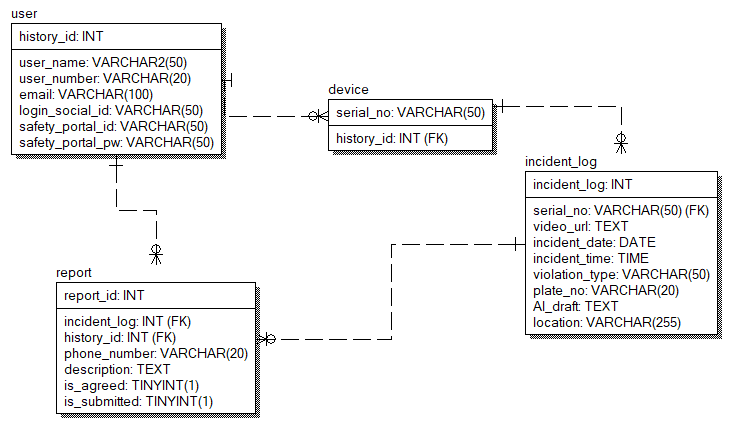 user
history_id: INT
user_name: VARCHAR2(50)
user_number: VARCHAR(20)
email: VARCHAR(100)
login_social_id: VARCHAR(50)
safety_portal_id: VARCHAR(50)
safety_portal_pw: VARCHAR(50)
device
serial_no: VARCHAR(50)
history_id: INT (FK)
incident_log
incident_log: INT
serial_no: VARCHAR(50) (FK)
video_url: TEXT
incident_date: DATE
incident_time: TIME
violation_type: VARCHAR(50)
plate_no: VARCHAR(20)
AI_draft: TEXT
location: VARCHAR(255)
report
report_id: INT
incident_log: INT (FK)
history_id: INT (FK)
phone_number: VARCHAR(20)
description: TEXT
is_agreed: TINYINT(1)
is_submitted: TINYINT(1)